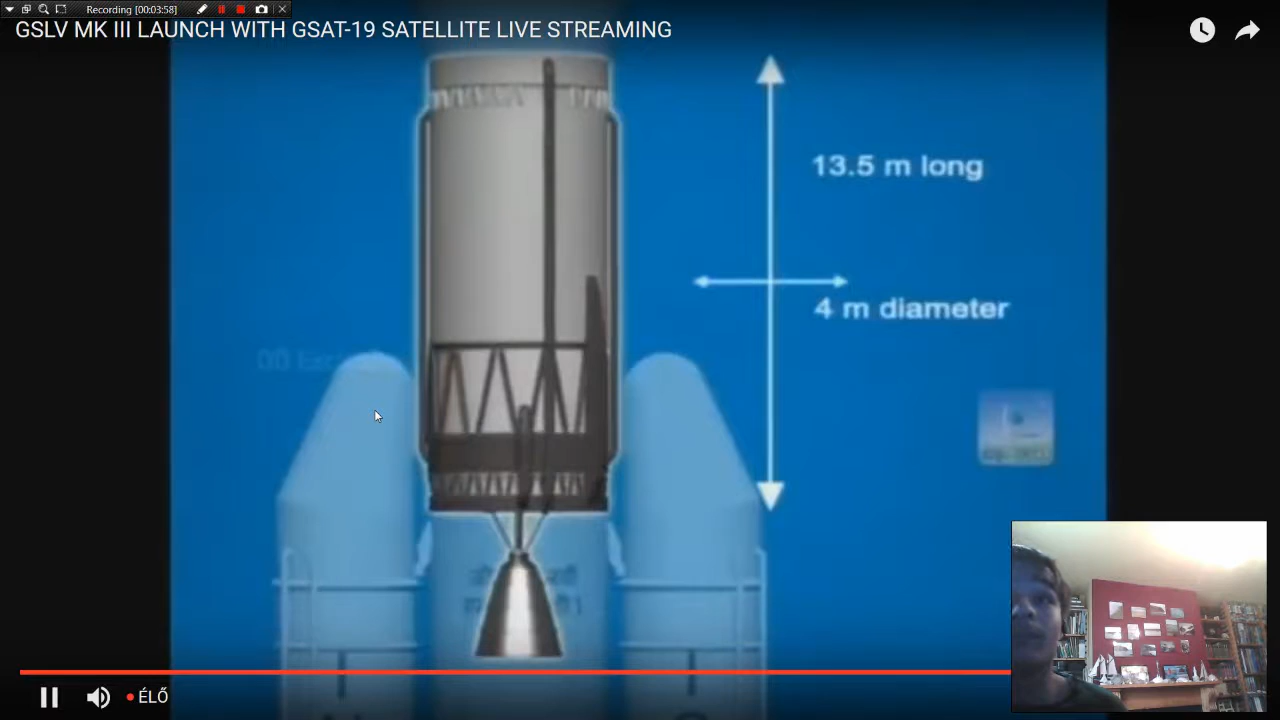 Recording [00:03:58]
GSLV MK III LAUNCH WITH GSAT-19 SATELLITE LIVE STREAMING
13.5 m long
4 m diameter
ÉLŐ